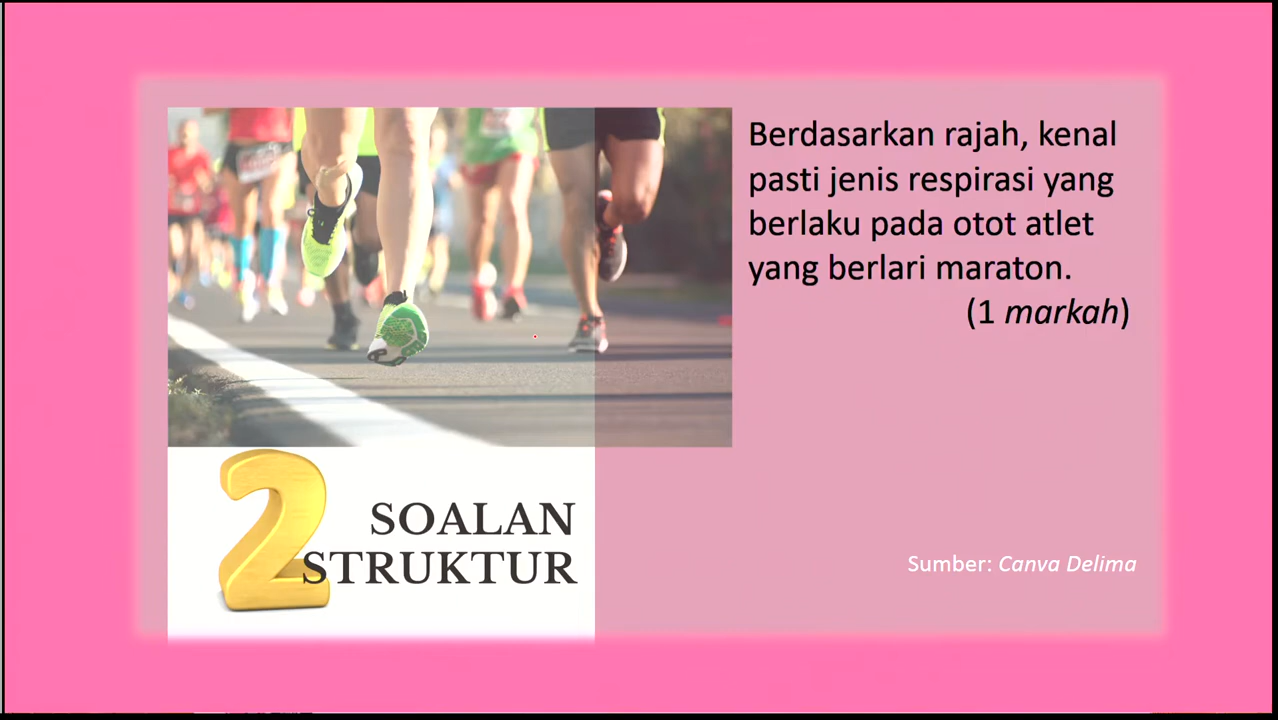 Berdasarkan rajah, kenal
pasti jenis respirasi yang
berlaku pada otot atlet
yang berlari maraton.
(1 markah)
2
SOALAN
STRUKTUR
Sumber: Canva Delima